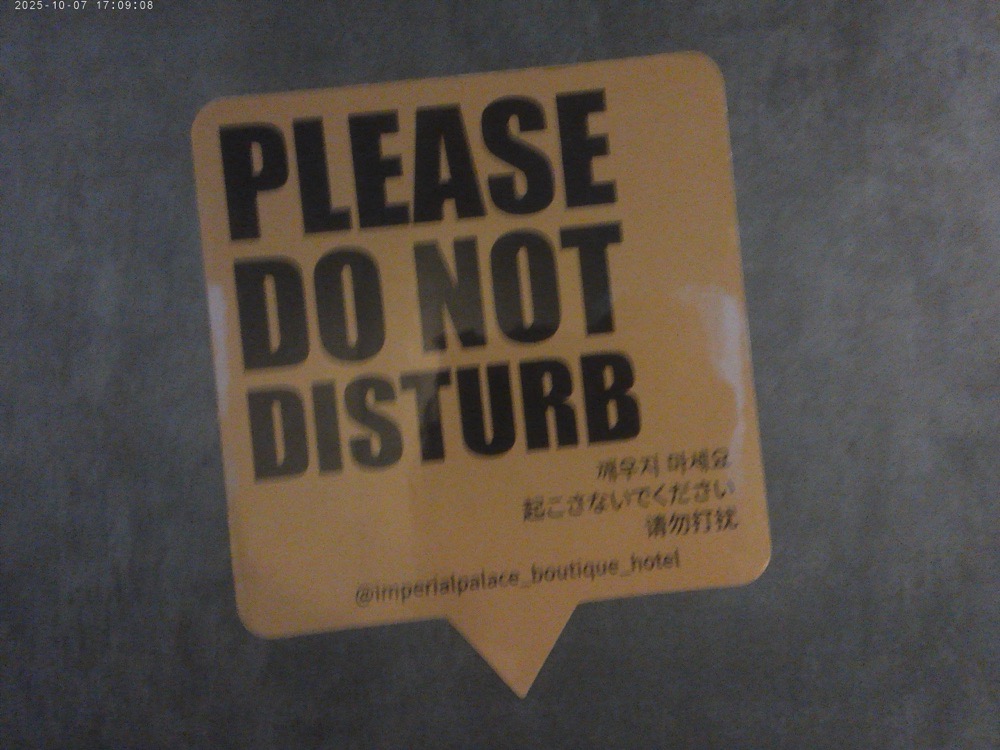 2025-10-07 17:09:08
PLEASE
DO NOT
DISTURB
깨우지 마세요
起こさないでください
请勿打扰
@imperialpalace_boutique_hotel